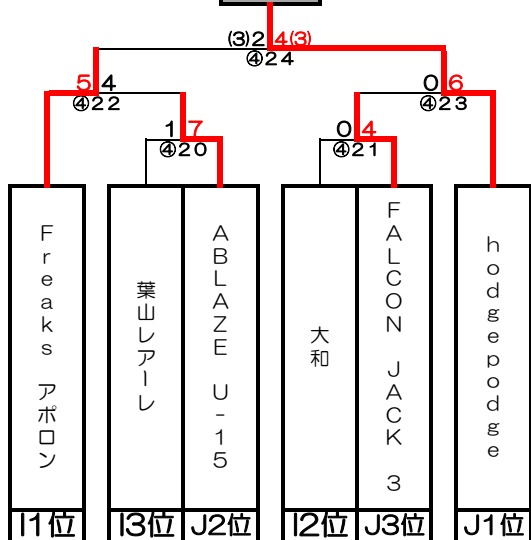 (3)2 4(3)
④24
5 4
④22
0 6
④23
1 7
④20
0 4
④21
Freaks アポロン
葉山レアーレ
ABLAZE U-15
大和
FALCON JACK 3
hodgepodge
I1位
I3位
J2位
I2位
J3位
J1位